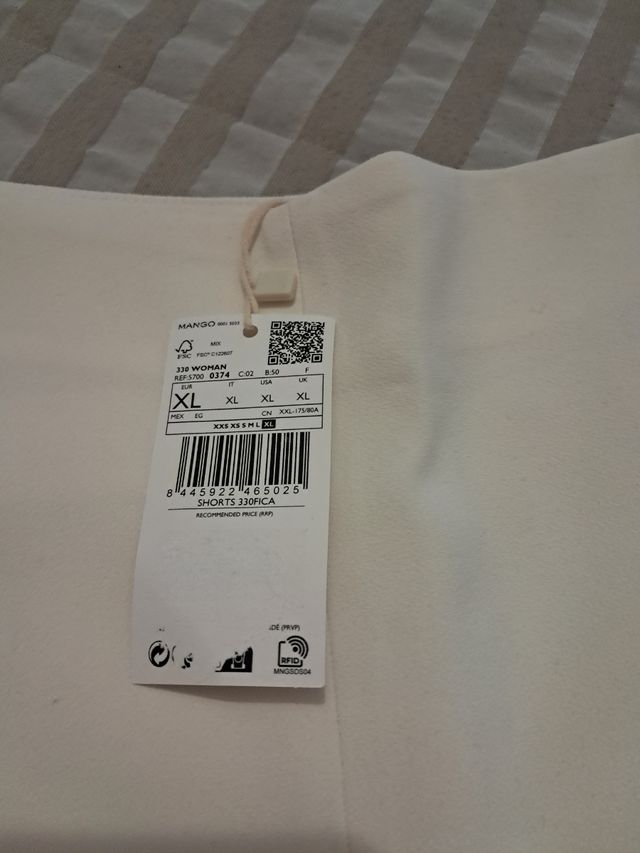 MANGO
MIX
FSC FSC® C122607
330 WOMAN F
REF:5700 0374 C:02 B:50
EUR IT USA UK
XL XL XL XL
MEX EG CN XXL-175/80A
XXS XS S M L XL
8 445922 465025
SHORTS 330FICA
RECOMMENDED PRICE (RRP)
(PRVP)
RFID
MNGSDS04